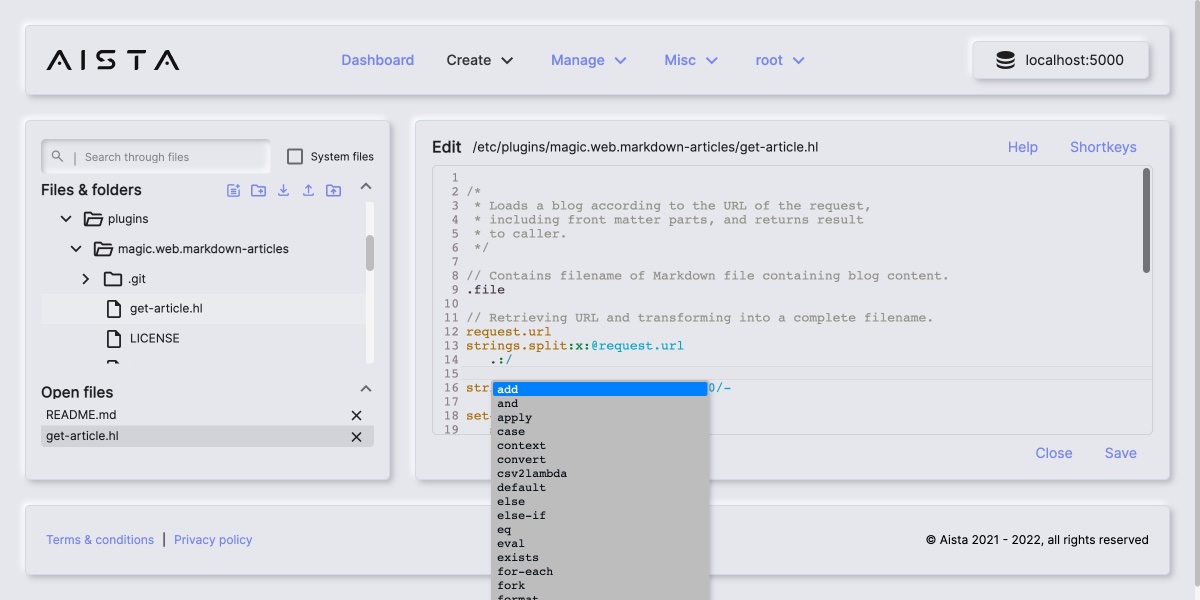 AISTA
Dashboard
Create
Manage
Misc
root
localhost:5000
Search through files
System files
Files & folders
plugins
magic.web.markdown-articles
.git
get-article.hl
LICENSE
Open files
README.md
get-article.hl
Edit /etc/plugins/magic.web.markdown-articles/get-article.hl
Help
Shortkeys
1
2 /*
3 * Loads a blog according to the URL of the request,
4 * including front matter parts, and returns result
5 * to caller.
6 */
7
8 // Contains filename of Markdown file containing blog content.
9 .file
10
11 // Retrieving URL and transforming into a complete filename.
12 request.url
13 strings.split:x:@request.url
14 .:/
15
16 str 0/-
17
18 set
19
add
and
apply
case
context
convert
csv2lambda
default
else
else-if
eq
eval
exists
for-each
fork
format
Close
Save
Terms & conditions | Privacy policy
© Aista 2021 - 2022, all rights reserved